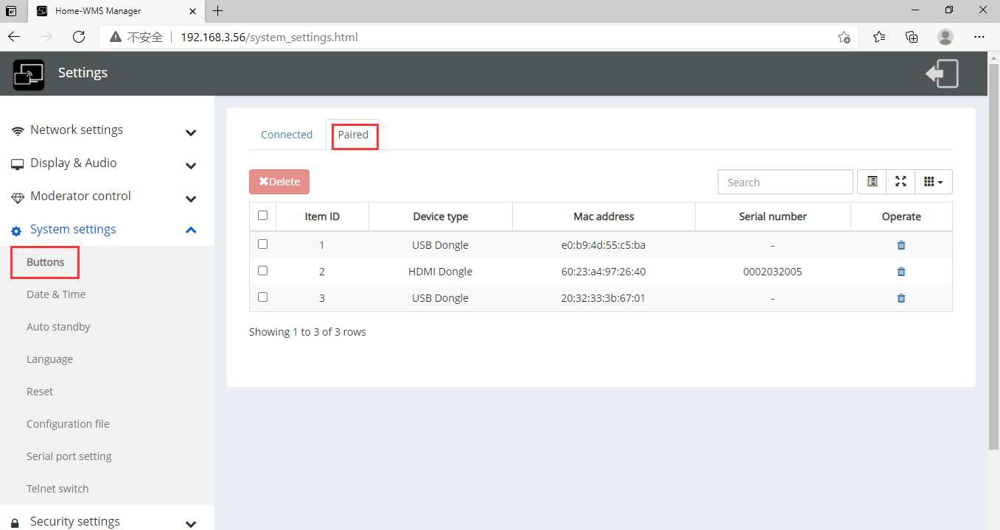 Home-WMS Manager
不安全 192.168.3.56/system_settings.html
Settings
Network settings
Display & Audio
Moderator control
System settings
Buttons
Date & Time
Auto standby
Language
Reset
Configuration file
Serial port setting
Telnet switch
Security settings
Connected Paired
Delete Search
Item ID Device type Mac address Serial number Operate
1 USB Dongle e0:b9:4d:55:c5:ba -
2 HDMI Dongle 60:23:a4:97:26:40 0002032005
3 USB Dongle 20:32:33:3b:67:01 -
Showing 1 to 3 of 3 rows